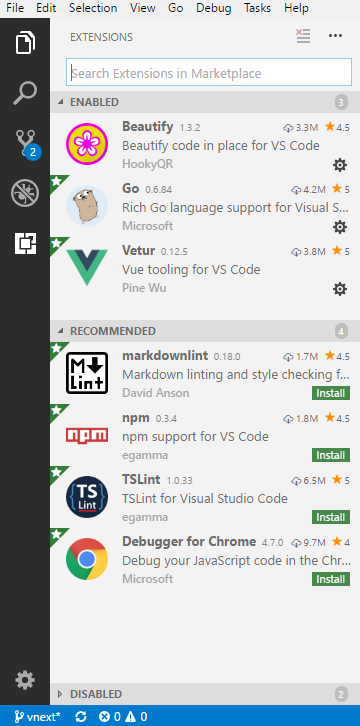 File Edit Selection View Go Debug Tasks Help
EXTENSIONS
Search Extensions in Marketplace
ENABLED 3
Beautify 1.3.2 3.3M 4.5
Beautify code in place for VS Code
HookyQR
2
Go 0.6.84 4.2M 5
Rich Go language support for Visual S...
Microsoft
Vetur 0.12.5 3.8M 5
Vue tooling for VS Code
Pine Wu
RECOMMENDED 4
markdownlint 0.18.0 1.7M 4.5
Markdown linting and style checking f...
David Anson Install
M Lint
npm 0.3.4 1.8M 4.5
npm support for VS Code
egamma Install
npm
TSLint 1.0.33 6.5M 5
TSLint for Visual Studio Code
egamma Install
TS Lint
Debugger for Chrome 4.7.0 9.7M 4
Debug your JavaScript code in the Chr...
Microsoft Install
DISABLED 2
vnext* 0 0